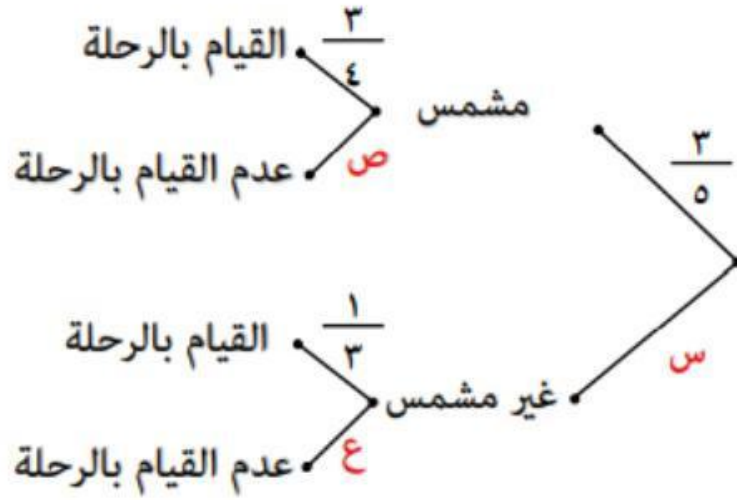 القيام بالرحلة
٣
٤
مشمس
عدم القيام بالرحلة
ص
٣
٥
القيام بالرحلة
١
٣
غير مشمس
س
عدم القيام بالرحلة
ع